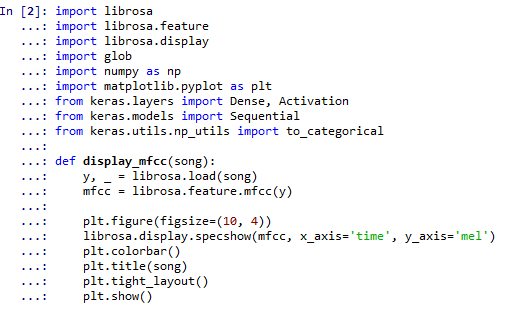 In [2]: import librosa
   ...: import librosa.feature
   ...: import librosa.display
   ...: import glob
   ...: import numpy as np
   ...: import matplotlib.pyplot as plt
   ...: from keras.layers import Dense, Activation
   ...: from keras.models import Sequential
   ...: from keras.utils.np_utils import to_categorical
   ...:
   ...: def display_mfcc(song):
   ...:     y, _ = librosa.load(song)
   ...:     mfcc = librosa.feature.mfcc(y)
   ...:
   ...:     plt.figure(figsize=(10, 4))
   ...:     librosa.display.specshow(mfcc, x_axis='time', y_axis='mel')
   ...:     plt.colorbar()
   ...:     plt.title(song)
   ...:     plt.tight_layout()
   ...:     plt.show()